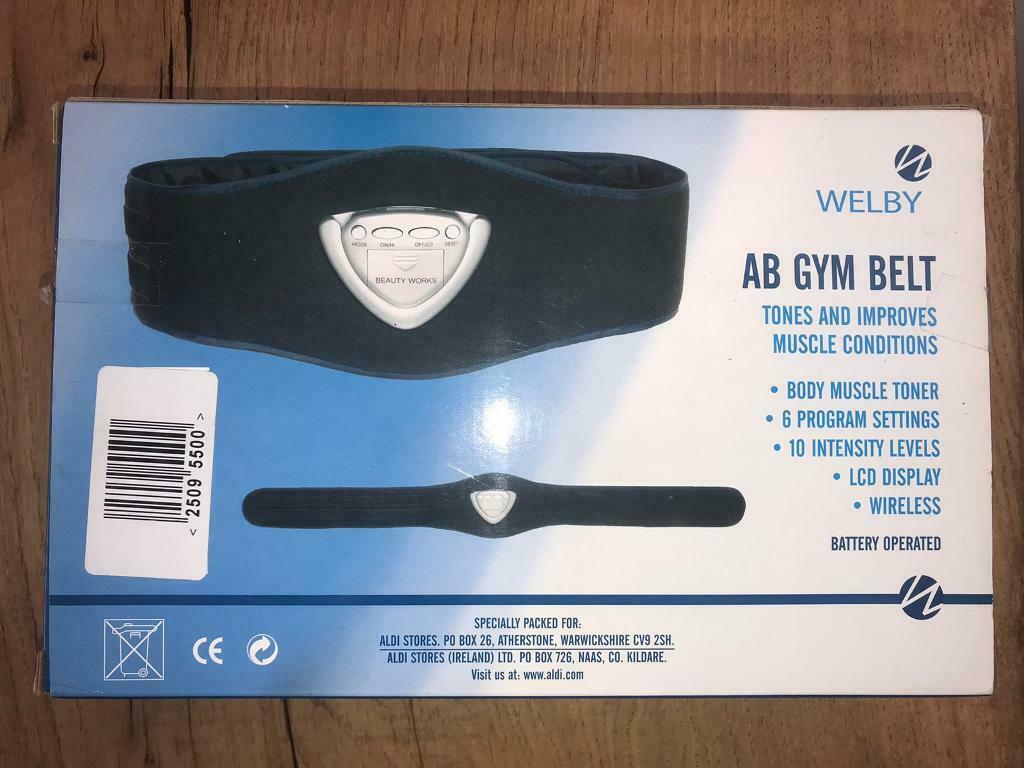 WELBY
AB GYM BELT
TONES AND IMPROVES
MUSCLE CONDITIONS
• BODY MUSCLE TONER
• 6 PROGRAM SETTINGS
• 10 INTENSITY LEVELS
• LCD DISPLAY
• WIRELESS
BATTERY OPERATED
MODE ON/HI OFF/LO RESET
BEAUTY WORKS
< 2509 5500 >
CE
SPECIALLY PACKED FOR:
ALDI STORES. PO BOX 26, ATHERSTONE, WARWICKSHIRE CV9 2SH.
ALDI STORES (IRELAND) LTD. PO BOX 726, NAAS, CO. KILDARE.
Visit us at: www.aldi.com